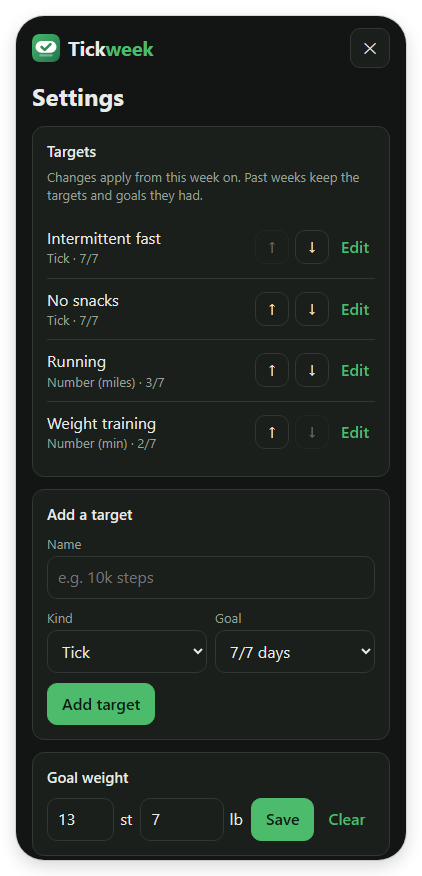 Tickweek
Settings
Targets
Changes apply from this week on. Past weeks keep the
targets and goals they had.
Intermittent fast
Tick · 7/7
↑ ↓ Edit
No snacks
Tick · 7/7
↑ ↓ Edit
Running
Number (miles) · 3/7
↑ ↓ Edit
Weight training
Number (min) · 2/7
↑ ↓ Edit
Add a target
Name
e.g. 10k steps
Kind Goal
Tick 7/7 days
Add target
Goal weight
13 st 7 lb Save Clear